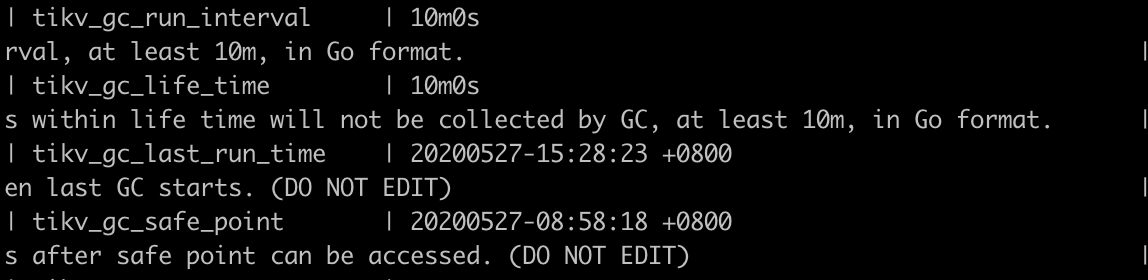 | tikv_gc_run_interval | 10m0s
rval, at least 10m, in Go format. |
| tikv_gc_life_time | 10m0s
s within life time will not be collected by GC, at least 10m, in Go format. |
| tikv_gc_last_run_time | 20200527-15:28:23 +0800
en last GC starts. (DO NOT EDIT) |
| tikv_gc_safe_point | 20200527-08:58:18 +0800
s after safe point can be accessed. (DO NOT EDIT) |